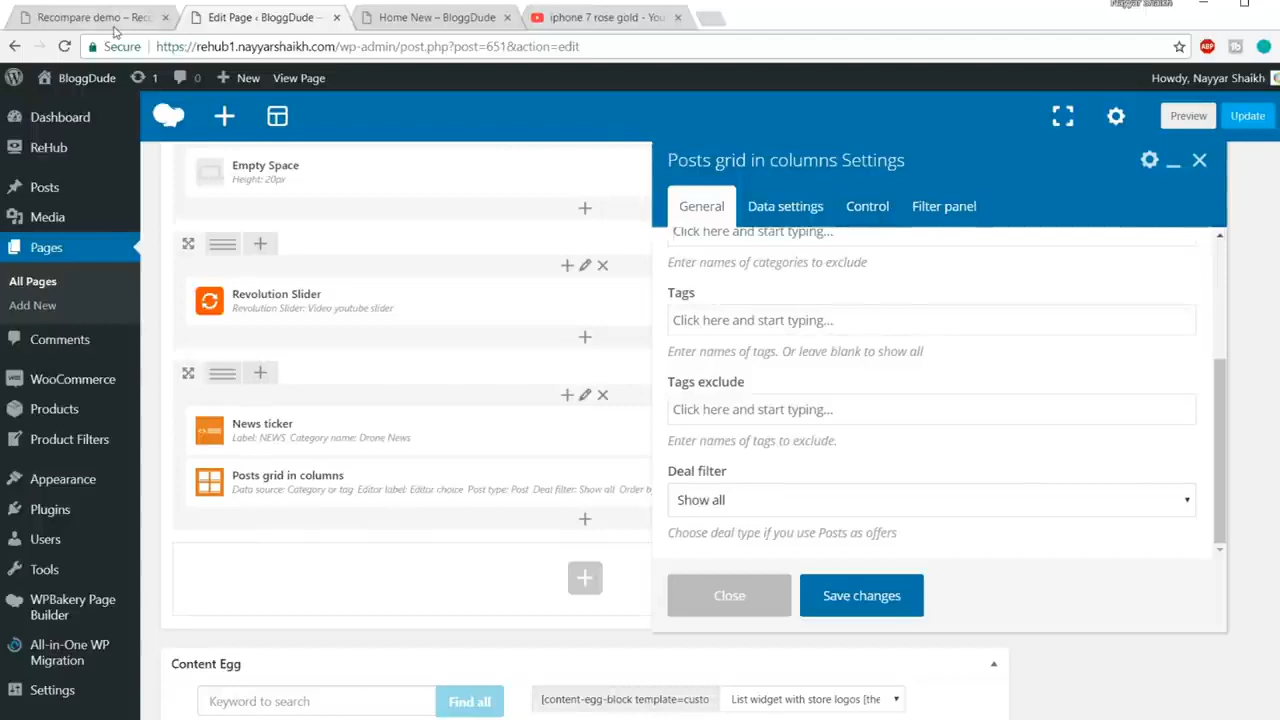 Nayyar Shaikh
Recompare demo – Rec
Edit Page ‹ BloggDude —
Home New – BloggDude
iphone 7 rose gold - You
Secure
https://rehub1.nayyarshaikh.com/wp-admin/post.php?post=651&action=edit
ABP
BloggDude
1
0
New
View Page
Howdy, Nayyar Shaikh
Dashboard
ReHub
Posts
Media
Pages
All Pages
Add New
Comments
WooCommerce
Products
Product Filters
Appearance
Plugins
Users
Tools
WPBakery Page
Builder
All-in-One WP
Migration
Settings
Preview
Update
Empty Space
Height: 20px
Revolution Slider
Revolution Slider: Video youtube slider
News ticker
Label: NEWS Category name: Drone News
Posts grid in columns
Data source: Category or tag Editor label: Editor choice Post type: Post Deal filter: Show all Order by
Posts grid in columns Settings
General
Data settings
Control
Filter panel
Click here and start typing...
Enter names of categories to exclude
Tags
Click here and start typing...
Enter names of tags. Or leave blank to show all
Tags exclude
Click here and start typing...
Enter names of tags to exclude.
Deal filter
Show all
Choose deal type if you use Posts as offers
Close
Save changes
Content Egg
Keyword to search
Find all
[content-egg-block template=custo
List widget with store logos [the